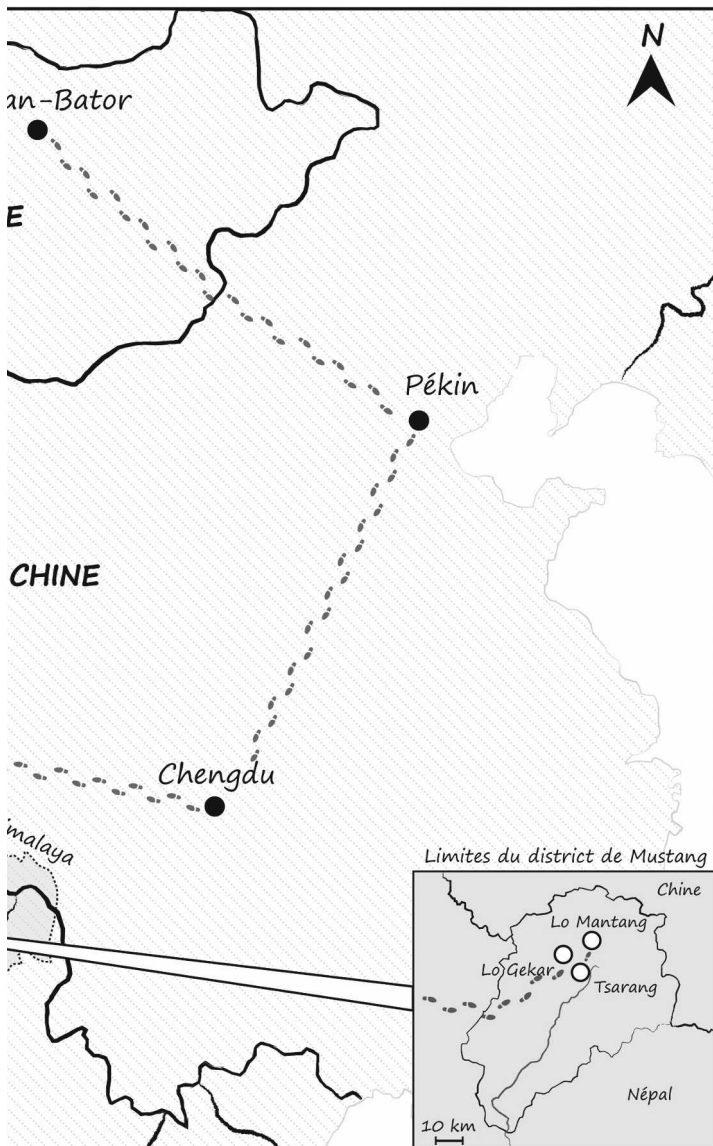 N
an-Bator
E
Pékin
CHINE
Chengdu
imalaya
Limites du district de Mustang
Chine
Lo Mantang
Lo Gekar
Tsarang
Népal
10 km